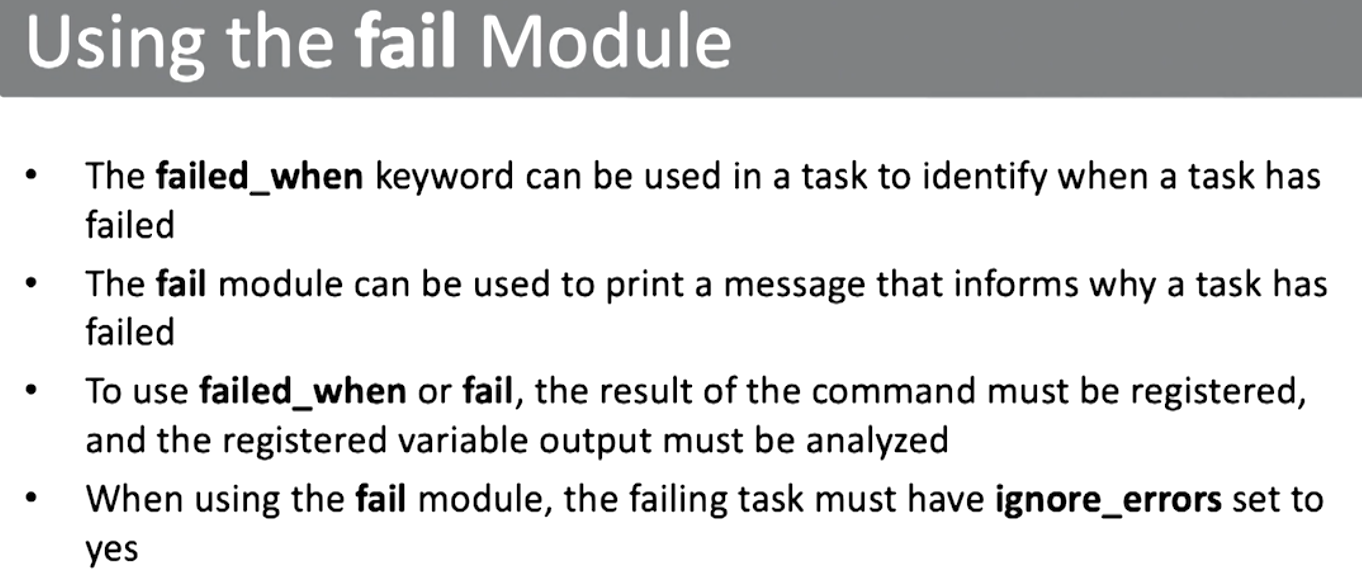 Using the fail Module
• The failed_when keyword can be used in a task to identify when a task has
failed
• The fail module can be used to print a message that informs why a task has
failed
• To use failed_when or fail, the result of the command must be registered,
and the registered variable output must be analyzed
• When using the fail module, the failing task must have ignore_errors set to
yes